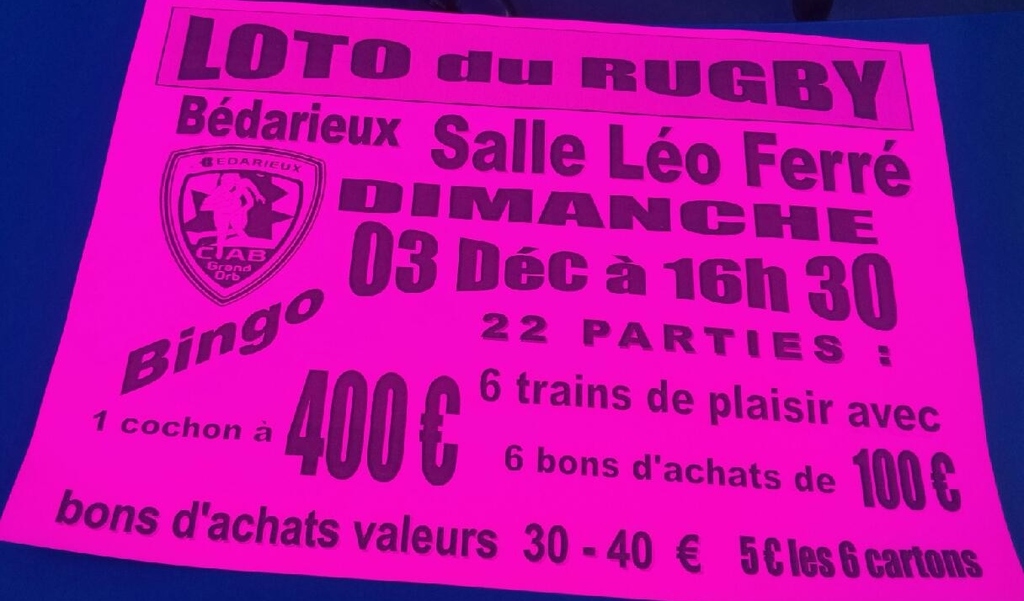 LOTO du RUGBY
Bédarieux Salle Léo Ferré
BEDARIEUX
CTAB
Grand
Orb
DIMANCHE
03 Déc à 16h 30
Bingo
22 PARTIES :
1 cochon à 400 €
6 trains de plaisir avec
6 bons d'achats de 100 €
bons d'achats valeurs 30 - 40 € 5€ les 6 cartons